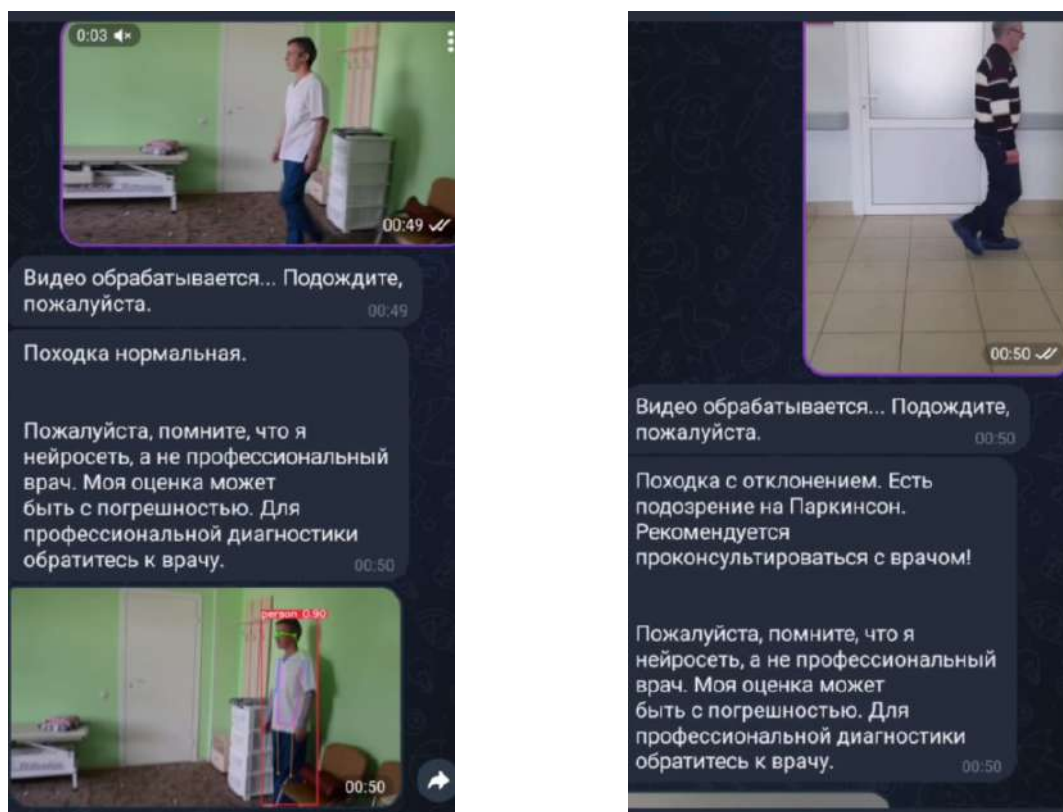 0:03
00:49
Видео обрабатывается... Подождите,
пожалуйста.
00:49
Походка нормальная.
Пожалуйста, помните, что я
нейросеть, а не профессиональный
врач. Моя оценка может
быть с погрешностью. Для
профессиональной диагностики
обратитесь к врачу.
00:50
person 0.90
00:50
00:50
Видео обрабатывается... Подождите,
пожалуйста.
00:50
Походка с отклонением. Есть
подозрение на Паркинсон.
Рекомендуется
проконсультироваться с врачом!
Пожалуйста, помните, что я
нейросеть, а не профессиональный
врач. Моя оценка может
быть с погрешностью. Для
профессиональной диагностики
обратитесь к врачу.
00:50